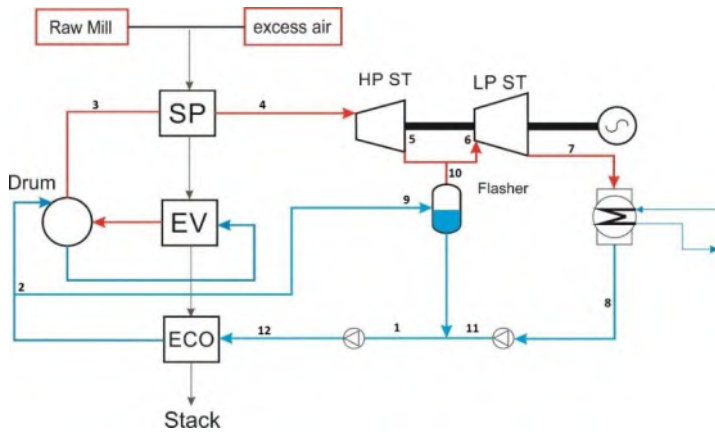 Raw Mill
excess air
HP ST
LP ST
3
SP
4
5
6
7
Drum
10
Flasher
9
EV
2
8
ECO
12
1
11
Stack